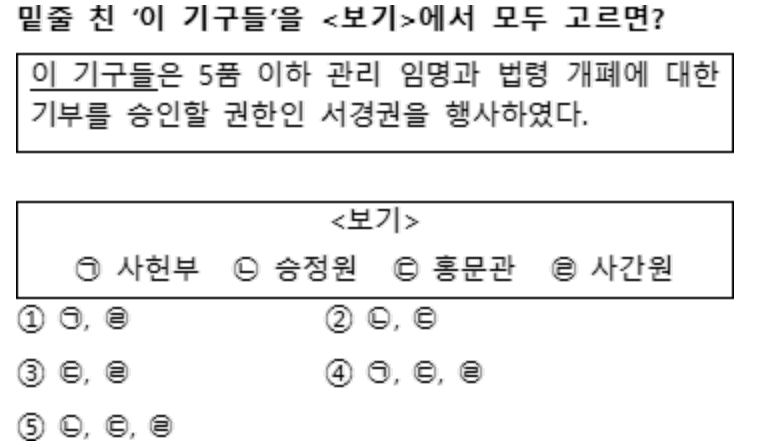 밑줄 친 '이 기구들'을 <보기>에서 모두 고르면?
이 기구들은 5품 이하 관리 임명과 법령 개폐에 대한
기부를 승인할 권한인 서경권을 행사하였다.
<보기>
㉠ 사헌부 ㉡ 승정원 ㉢ 홍문관 ㉣ 사간원
① ㉠, ㉣ ② ㉡, ㉢
③ ㉢, ㉣ ④ ㉠, ㉢, ㉣
⑤ ㉡, ㉢, ㉣